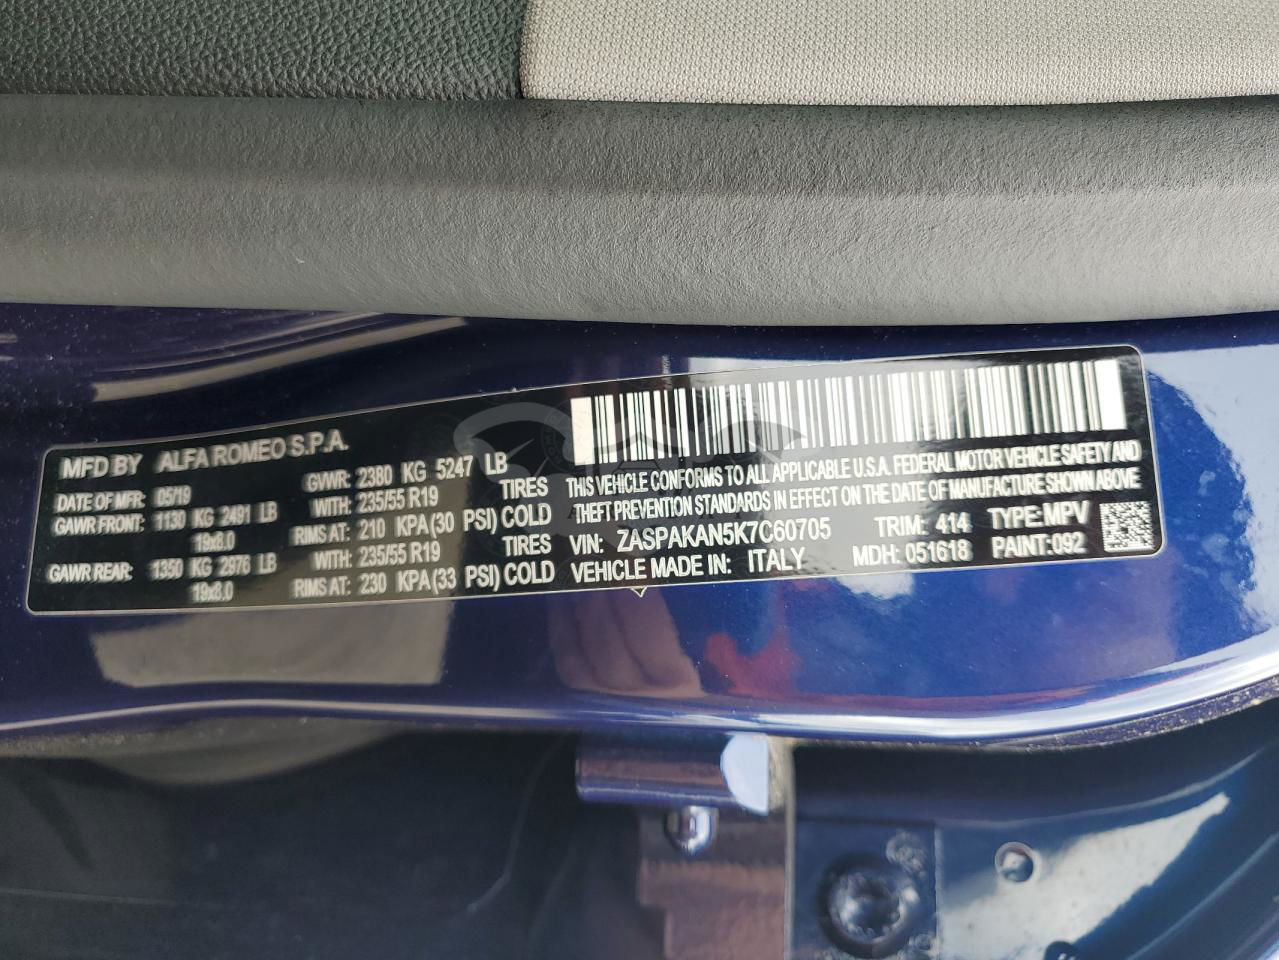 MFD BY ALFA ROMEO S.P.A.
DATE OF MFR: 05/19 GVWR: 2380 KG 5247 LB
GAWR FRONT: 1130 KG 2491 LB WITH: 235/55 R19 TIRES
19x8.0 RIMS AT: 210 KPA(30 PSI) COLD
GAWR REAR: 1350 KG 2976 LB WITH: 235/55 R19 TIRES
19x8.0 RIMS AT: 230 KPA(33 PSI) COLD
THIS VEHICLE CONFORMS TO ALL APPLICABLE U.S.A. FEDERAL MOTOR VEHICLE SAFETY AND
THEFT PREVENTION STANDARDS IN EFFECT ON THE DATE OF MANUFACTURE SHOWN ABOVE
VIN: ZASPAKAN5K7C60705 TRIM: 414 TYPE: MPV
VEHICLE MADE IN: ITALY MDH: 051618 PAINT:092